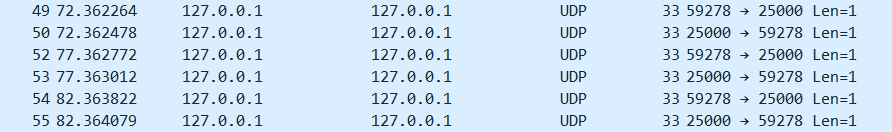 49 72.362264 127.0.0.1 127.0.0.1 UDP 33 59278 → 25000 Len=1
50 72.362478 127.0.0.1 127.0.0.1 UDP 33 25000 → 59278 Len=1
52 77.362772 127.0.0.1 127.0.0.1 UDP 33 59278 → 25000 Len=1
53 77.363012 127.0.0.1 127.0.0.1 UDP 33 25000 → 59278 Len=1
54 82.363822 127.0.0.1 127.0.0.1 UDP 33 59278 → 25000 Len=1
55 82.364079 127.0.0.1 127.0.0.1 UDP 33 25000 → 59278 Len=1